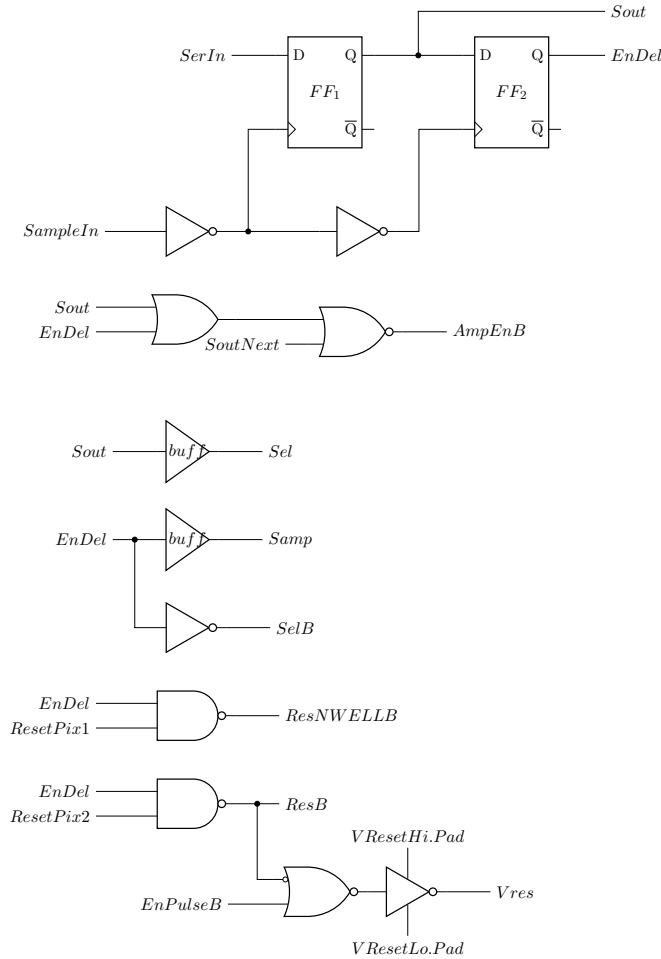 Sout
SerIn D Q D Q EnDel
FF1 FF2
Q Q
SampleIn
Sout
EnDel
SoutNext AmpEnB
Sout buff Sel
EnDel buff Samp
SelB
EnDel
ResetPix1 ResNWELLB
EnDel
ResetPix2 ResB
VResetHi.Pad
EnPulseB Vres
VResetLo.Pad